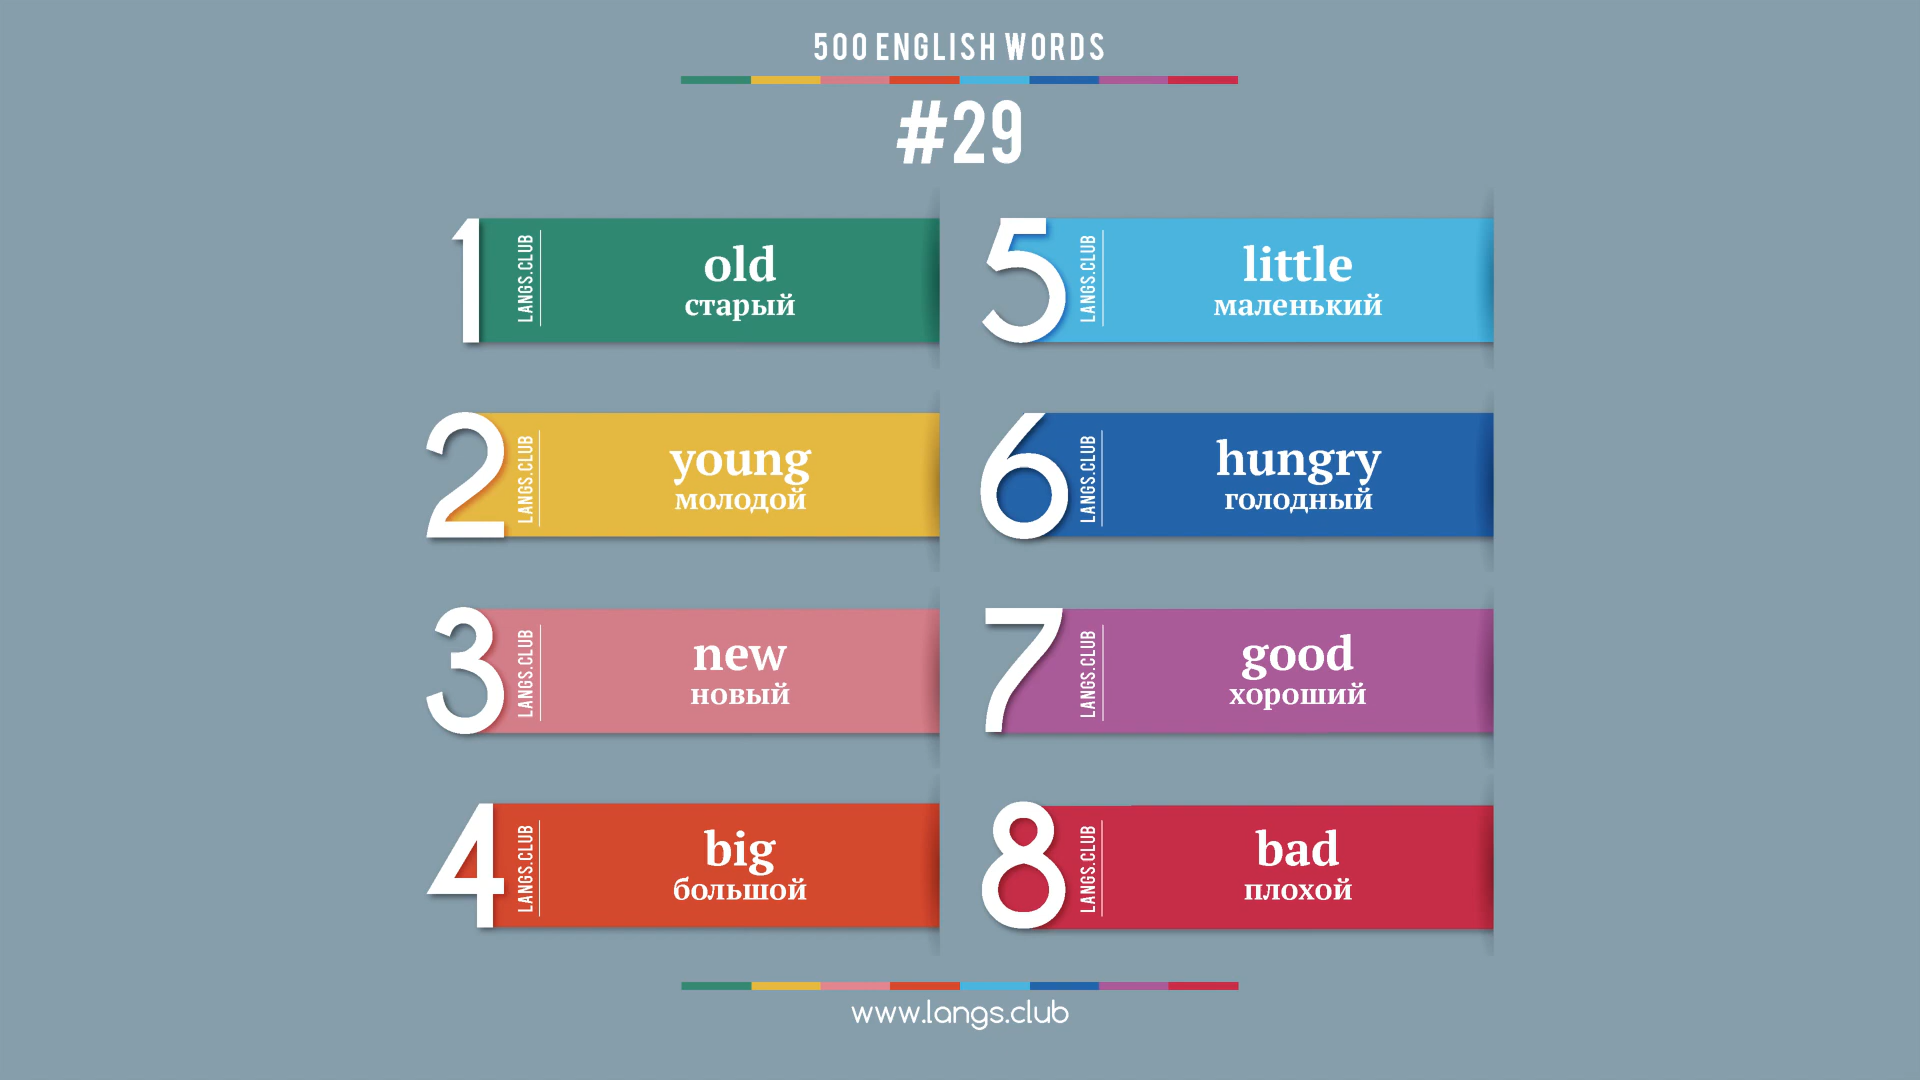 500 ENGLISH WORDS
#29
1
LANGS.CLUB
old
старый
2
LANGS.CLUB
young
молодой
3
LANGS.CLUB
new
новый
4
LANGS.CLUB
big
большой
5
LANGS.CLUB
little
маленький
6
LANGS.CLUB
hungry
голодный
7
LANGS.CLUB
good
хороший
8
LANGS.CLUB
bad
плохой
www.langs.club